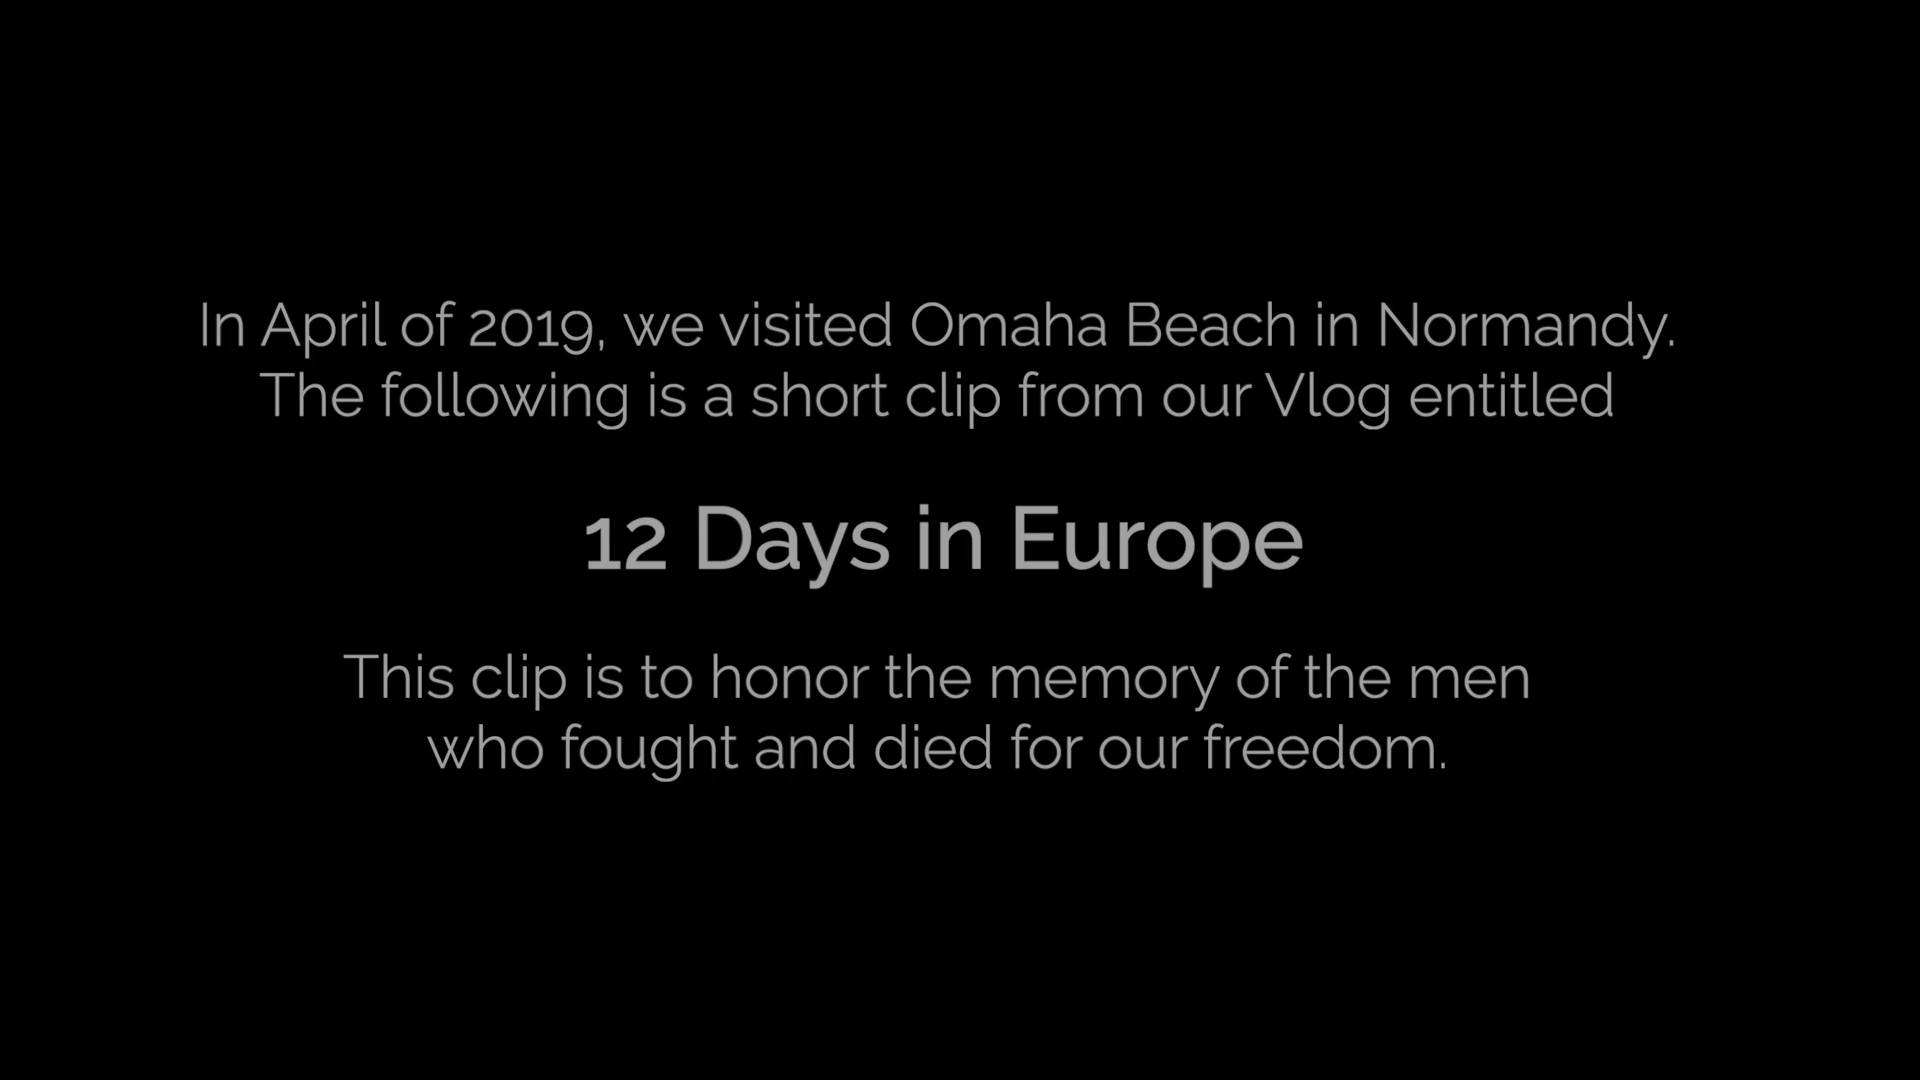 In April of 2019, we visited Omaha Beach in Normandy.
The following is a short clip from our Vlog entitled
12 Days in Europe
This clip is to honor the memory of the men
who fought and died for our freedom.